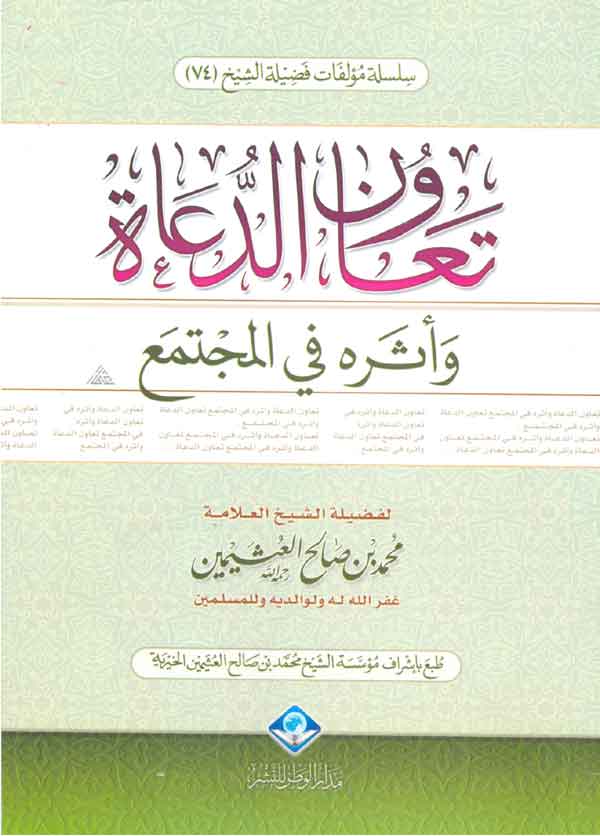 سلسلة مؤلفات فضيلة الشيخ (٧٤)
تعاون الدعاة
وأثره في المجتمع
لفضيلة الشيخ العلامة
محمد بن صالح العثيمين
رحمه الله
غفر الله له ولوالديه وللمسلمين
طبع بإشراف مؤسسة الشيخ محمد بن صالح العثيمين الخيرية
مدار الوطن للنشر